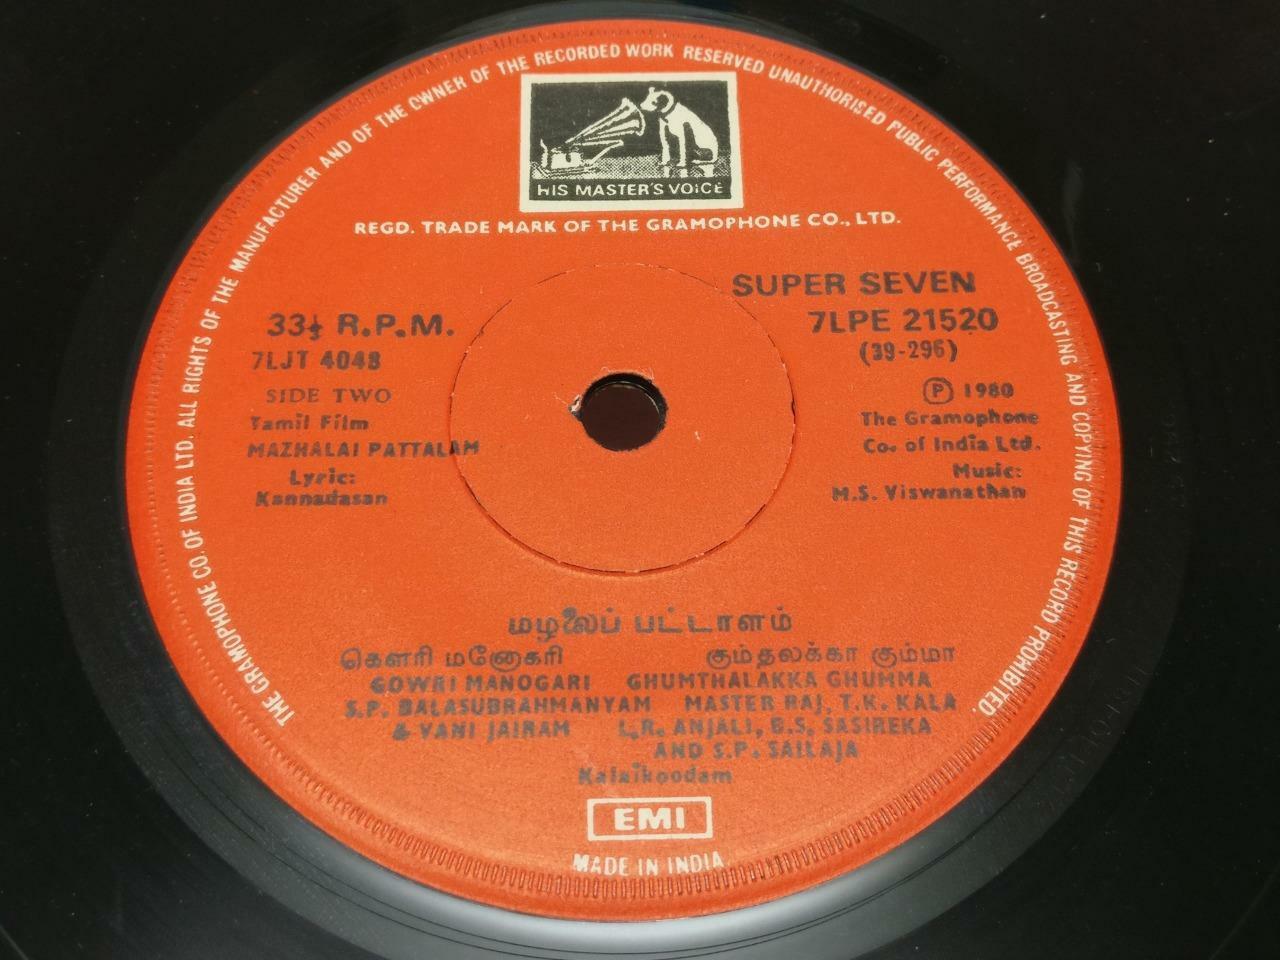 THE GRAMOPHONE CO. OF INDIA LTD. ALL RIGHTS OF THE MANUFACTURER AND OF THE OWNER OF THE RECORDED WORK RESERVED UNAUTHORISED PUBLIC PERFORMANCE BROADCASTING AND COPYING OF THIS RECORD PROHIBITED.
HIS MASTER'S VOICE
REGD. TRADE MARK OF THE GRAMOPHONE CO., LTD.
SUPER SEVEN
33⅓ R.P.M.
7LPE 21520
7LJT 4048
(39-296)
SIDE TWO
Ⓟ 1980
Tamil Film
The Gramophone
MAZHALAI PATTALAM
Co. of India Ltd.
Lyric:
Music:
Kannadasan
M.S. Viswanathan
மழலைப் பட்டாளம்
கௌரி மனோகரி கும்தலக்கா கும்மா
GOWRI MANOGARI GHUMTHALAKKA GHUMMA
S.P. BALASUBRAHMANYAM MASTER RAJ, T.K. KALA
& VANI JAIRAM L.R. ANJALI, B.S. SASIREKA
AND S.P. SAILAJA
Kalaikoodam
EMI
MADE IN INDIA